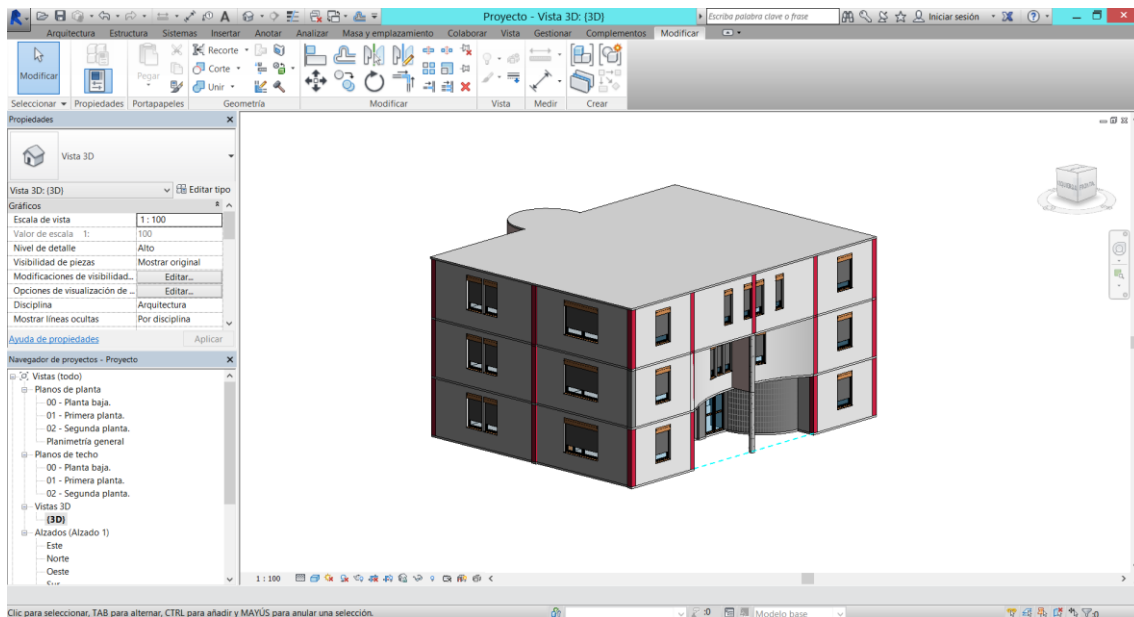 Proyecto - Vista 3D: {3D}
Escriba palabra clave o frase
Iniciar sesión
Arquitectura Estructura Sistemas Insertar Anotar Analizar Masa y emplazamiento Colaborar Vista Gestionar Complementos Modificar
Modificar
Pegar
Recorte
Corte
Unir
Seleccionar Propiedades Portapapeles Geometría Modificar Vista Medir Crear
Propiedades
Vista 3D
Vista 3D: {3D} Editar tipo
Gráficos
Escala de vista 1 : 100
Valor de escala 1: 100
Nivel de detalle Alto
Visibilidad de piezas Mostrar original
Modificaciones de visibilidad... Editar...
Opciones de visualización de ... Editar...
Disciplina Arquitectura
Mostrar líneas ocultas Por disciplina
Ayuda de propiedades Aplicar
Navegador de proyectos - Proyecto
Vistas (todo)
Planos de planta
00 - Planta baja.
01 - Primera planta.
02 - Segunda planta.
Planimetría general
Planos de techo
00 - Planta baja.
01 - Primera planta.
02 - Segunda planta.
Vistas 3D
{3D}
Alzados (Alzado 1)
Este
Norte
Oeste
Sur
1 : 100
Clic para seleccionar, TAB para alternar, CTRL para añadir y MAYÚS para anular una selección.
:0
Modelo base
:0